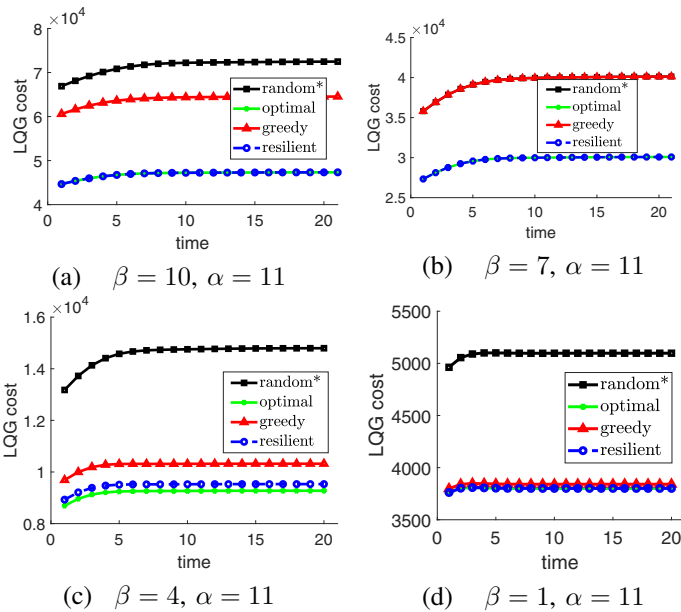 ×10⁴
8
7
6
5
4
LQG cost
0
5
10
15
20
time
random*
optimal
greedy
resilient
(a) β = 10, α = 11
×10⁴
4.5
4
3.5
3
2.5
LQG cost
0
5
10
15
20
time
random*
optimal
greedy
resilient
(b) β = 7, α = 11
×10⁴
1.6
1.4
1.2
1
0.8
LQG cost
0
5
10
15
20
time
random*
optimal
greedy
resilient
(c) β = 4, α = 11
5500
5000
4500
4000
3500
LQG cost
0
5
10
15
20
time
random*
optimal
greedy
resilient
(d) β = 1, α = 11